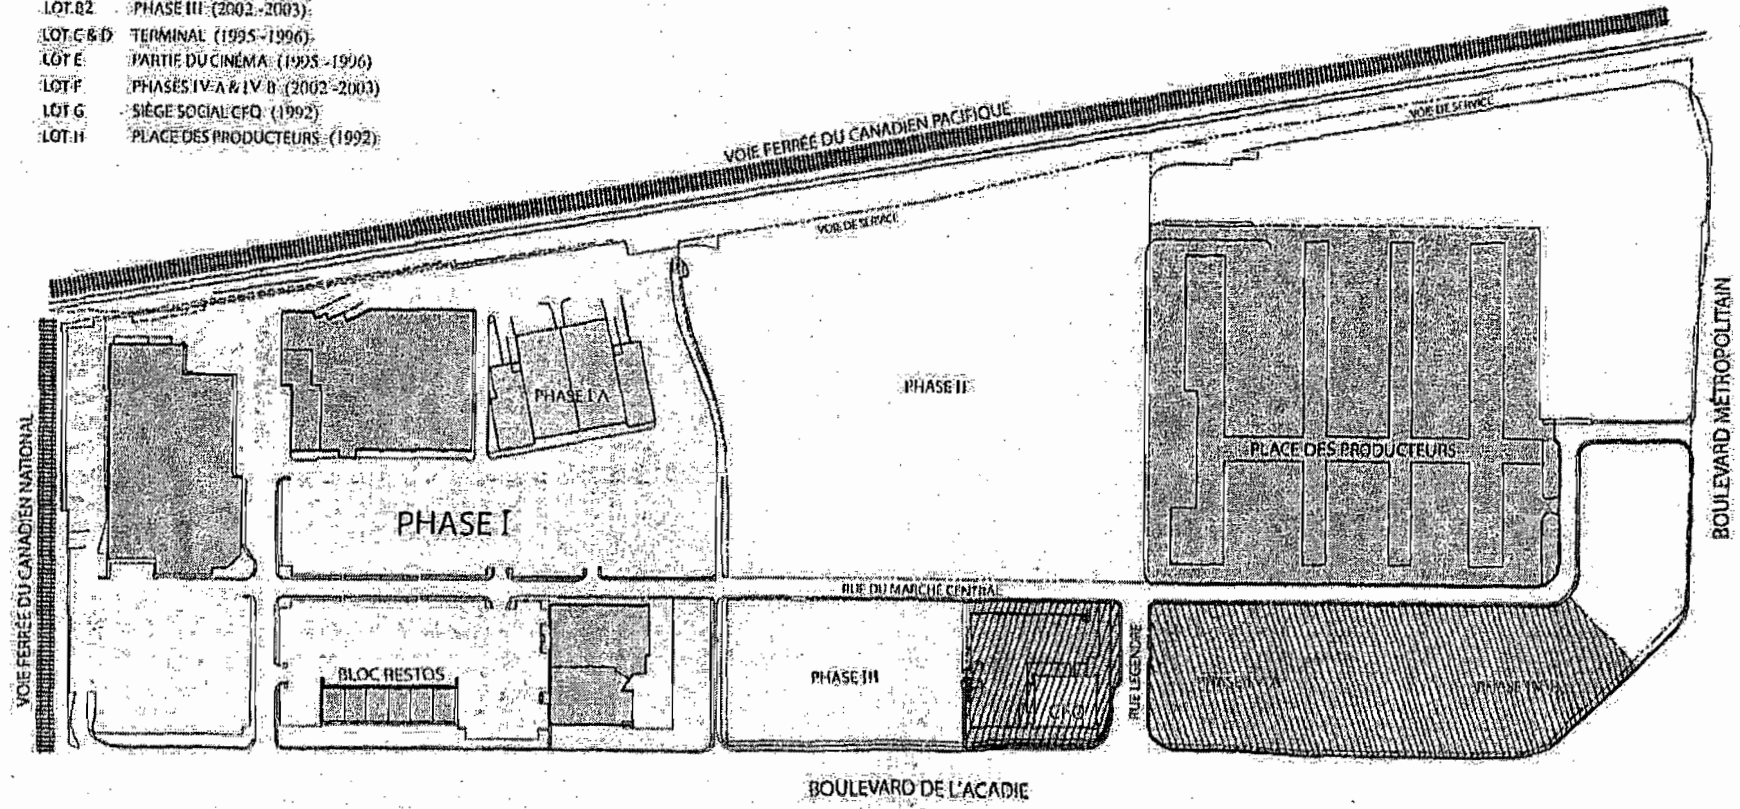 LOT B2 PHASE III (2002-2003)
LOT C & D TERMINAL (1995-1996)
LOT E PARTIE DU CINÉMA (1995-1996)
LOT F PHASES IV-A & IV-B (2002-2003)
LOT G SIÈGE SOCIAL CFQ (1992)
LOT H PLACE DES PRODUCTEURS (1992)
VOIE FERRÉE DU CANADIEN PACIFIQUE
VOIE DE SERVICE
VOIE DE SERVICE
VOIE FERRÉE DU CANADIEN NATIONAL
PHASE I A
PHASE II
PLACE DES PRODUCTEURS
BOULEVARD MÉTROPOLITAIN
PHASE I
RUE DU MARCHÉ CENTRAL
BLOC RESTOS
PHASE III
CFQ
RUE LEGENDRE
BOULEVARD DE L'ACADIE